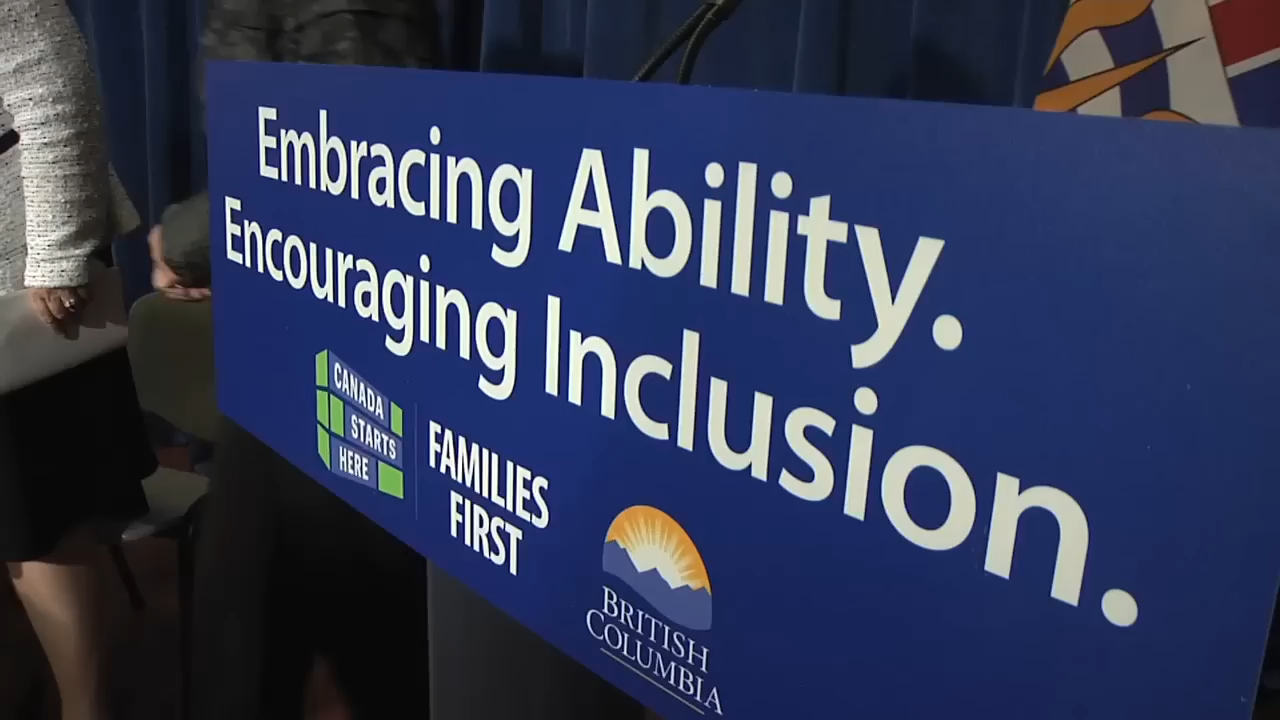 Embracing Ability.
Encouraging Inclusion.
CANADA
STARTS
HERE
FAMILIES
FIRST
BRITISH
COLUMBIA